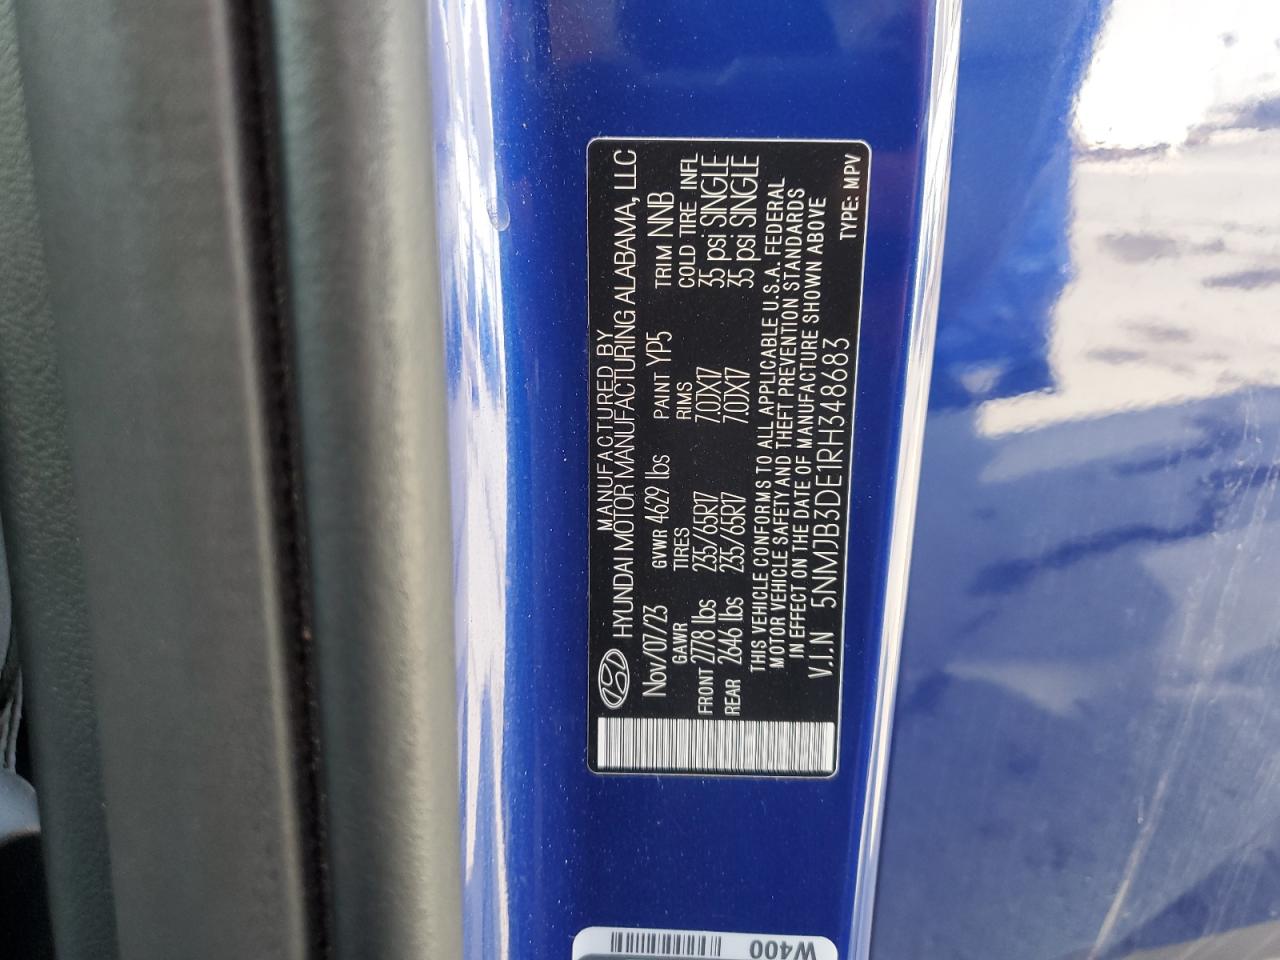 MANUFACTURED BY
HYUNDAI MOTOR MANUFACTURING ALABAMA, LLC
Nov/07/23 GVWR 4629 lbs PAINT YP5 TRIM NNB
GAWR TIRES RIMS COLD TIRE INFL
FRONT 2778 lbs 235/65R17 7.0JX17 35 psi SINGLE
REAR 2646 lbs 235/65R17 7.0JX17 35 psi SINGLE
THIS VEHICLE CONFORMS TO ALL APPLICABLE U.S.A. FEDERAL
MOTOR VEHICLE SAFETY AND THEFT PREVENTION STANDARDS
IN EFFECT ON THE DATE OF MANUFACTURE SHOWN ABOVE
V.I.N 5NMJB3DE1RH348683 TYPE: MPV
W400